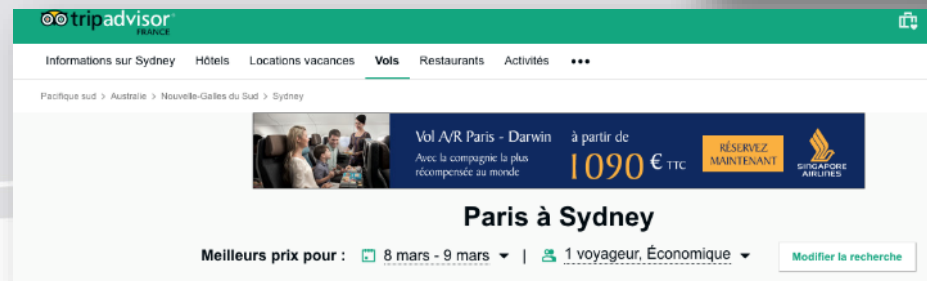 tripadvisor
FRANCE
Informations sur Sydney Hôtels Locations vacances Vols Restaurants Activités •••
Pacifique sud > Australie > Nouvelle-Galles du Sud > Sydney
Vol A/R Paris - Darwin
Avec la compagnie la plus
récompensée au monde
à partir de
1090 € TTC
RÉSERVEZ
MAINTENANT
SINGAPORE
AIRLINES
Paris à Sydney
Meilleurs prix pour : 8 mars - 9 mars | 1 voyageur, Économique Modifier la recherche